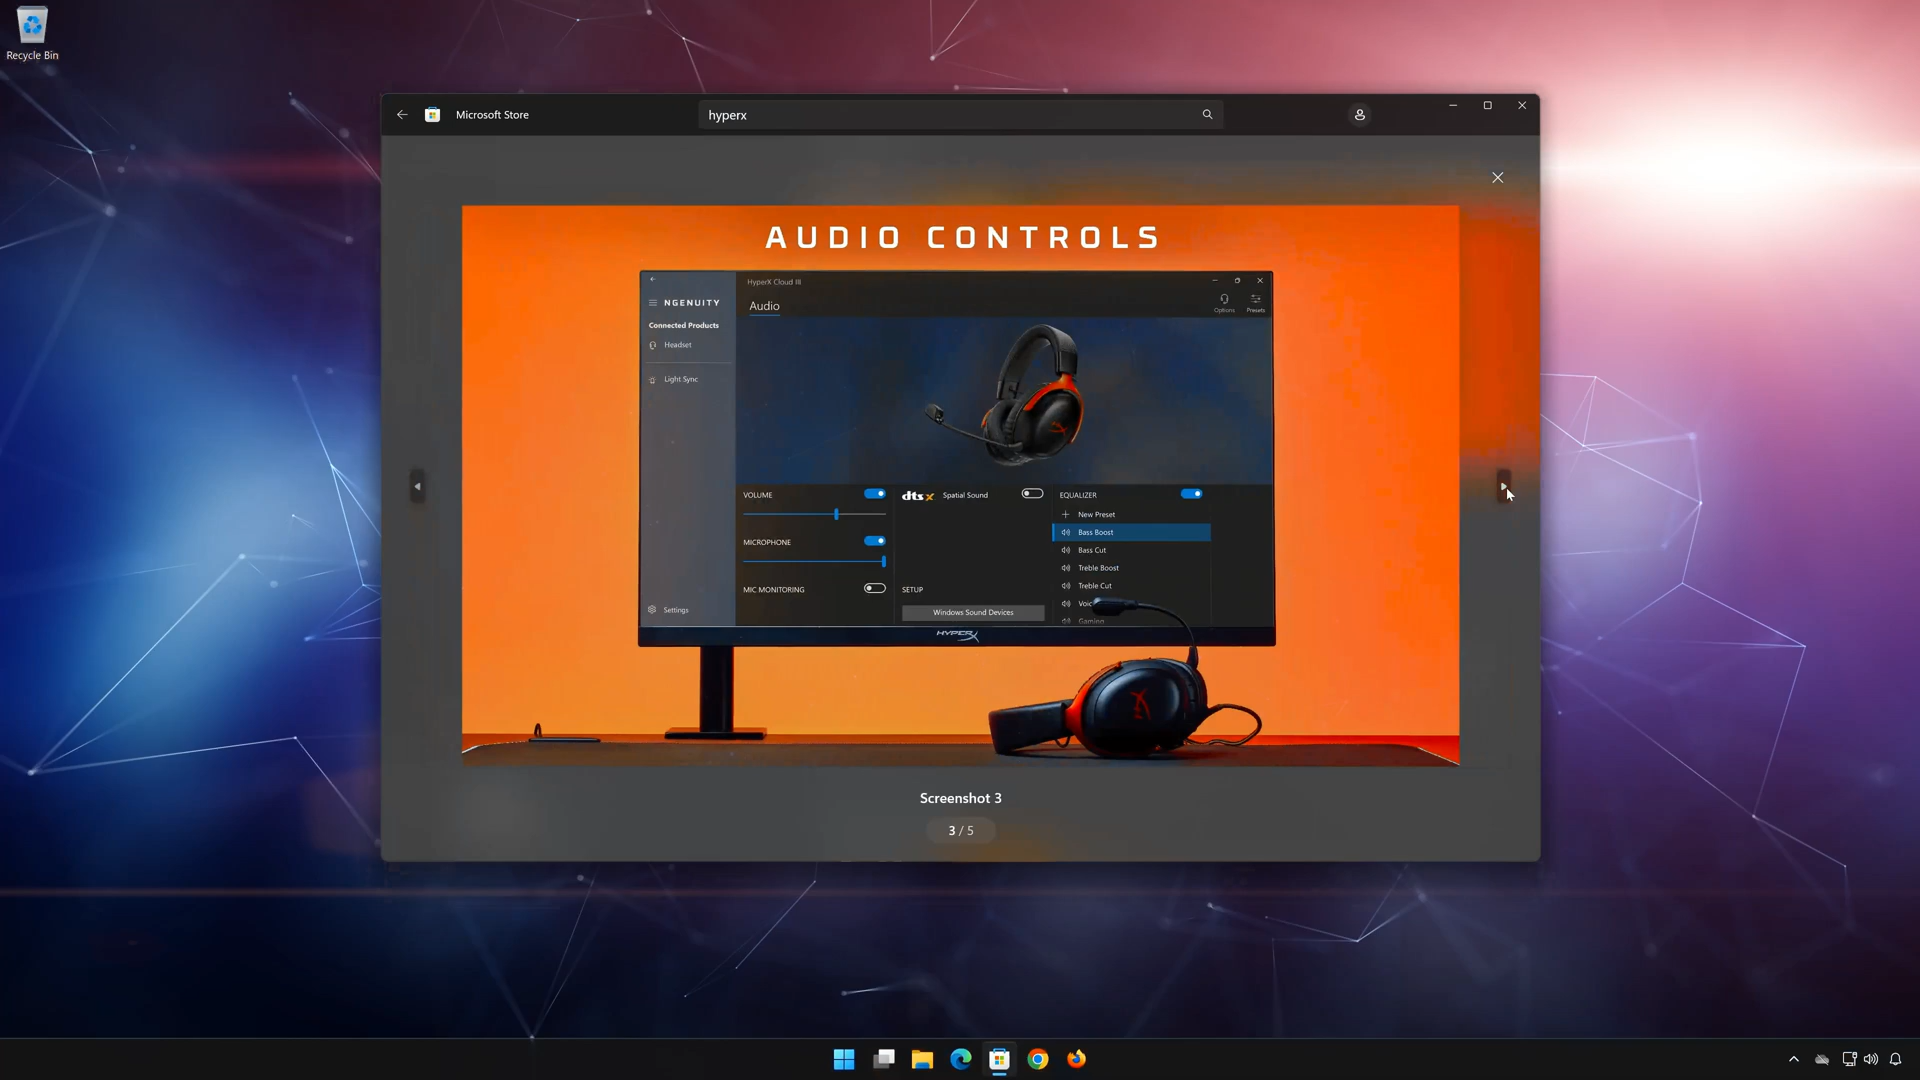 Recycle Bin
Microsoft Store
hyperx
AUDIO CONTROLS
HyperX Cloud III
NGENUITY
Audio
Options
Presets
Connected Products
Headset
Light Sync
Settings
VOLUME
MICROPHONE
MIC MONITORING
dts x Spatial Sound
SETUP
Windows Sound Devices
EQUALIZER
New Preset
Bass Boost
Bass Cut
Treble Boost
Treble Cut
Gaming
HYPERX
Screenshot 3
3 / 5